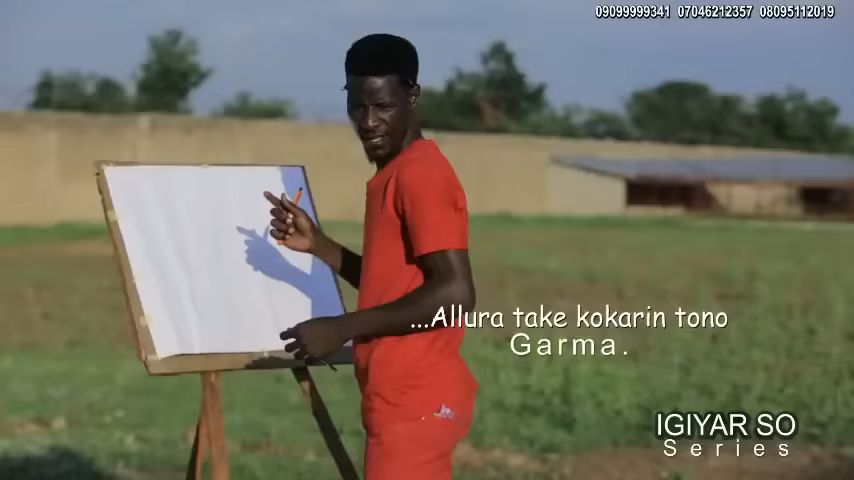 09099999341 07046212357 08095112019
...Allura take kokarin tono
Garma.
IGIYAR SO
Series